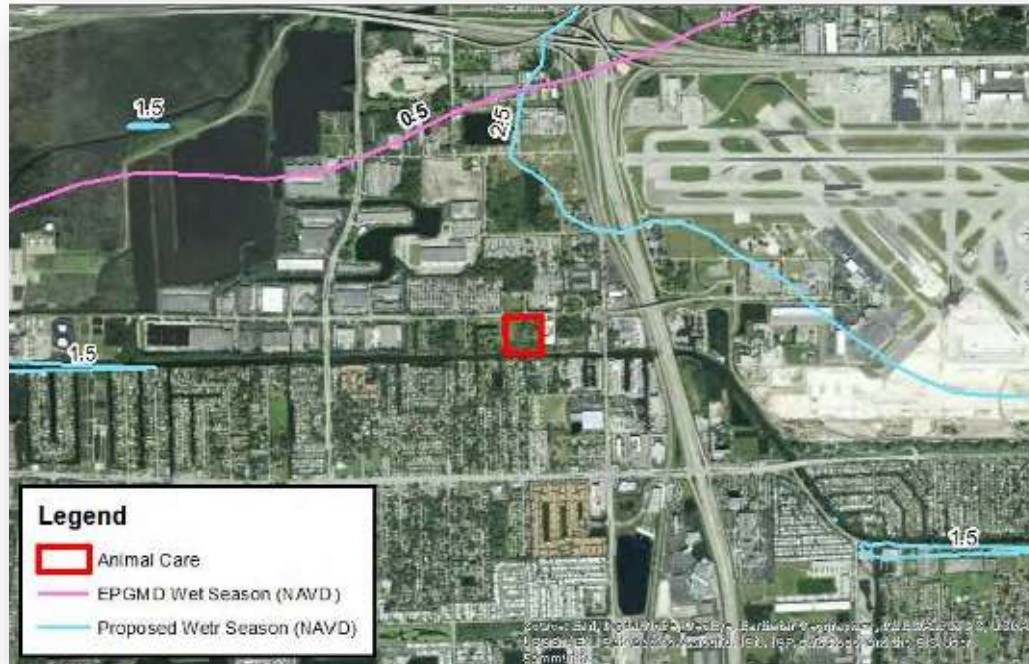 1.5
0.5
2.5
1.5
1.5
Legend
Animal Care
EPGMD Wet Season (NAVD)
Proposed Wetr Season (NAVD)